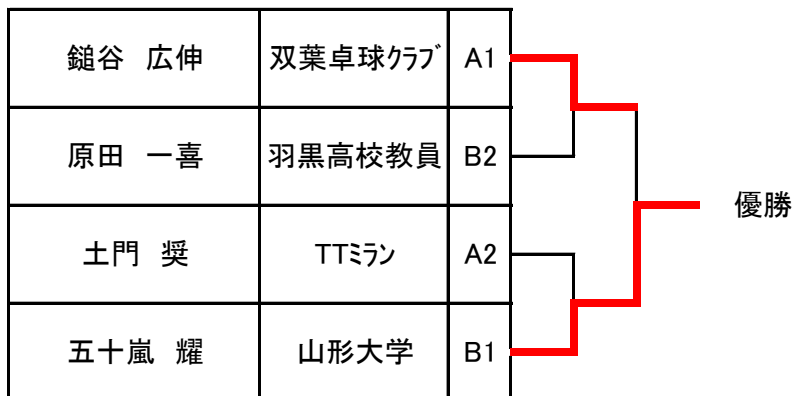 鎚谷 広伸 双葉卓球ｸﾗﾌﾞ A1
原田 一喜 羽黒高校教員 B2
優勝
土門 奨 TTﾐﾗﾝ A2
五十嵐 耀 山形大学 B1